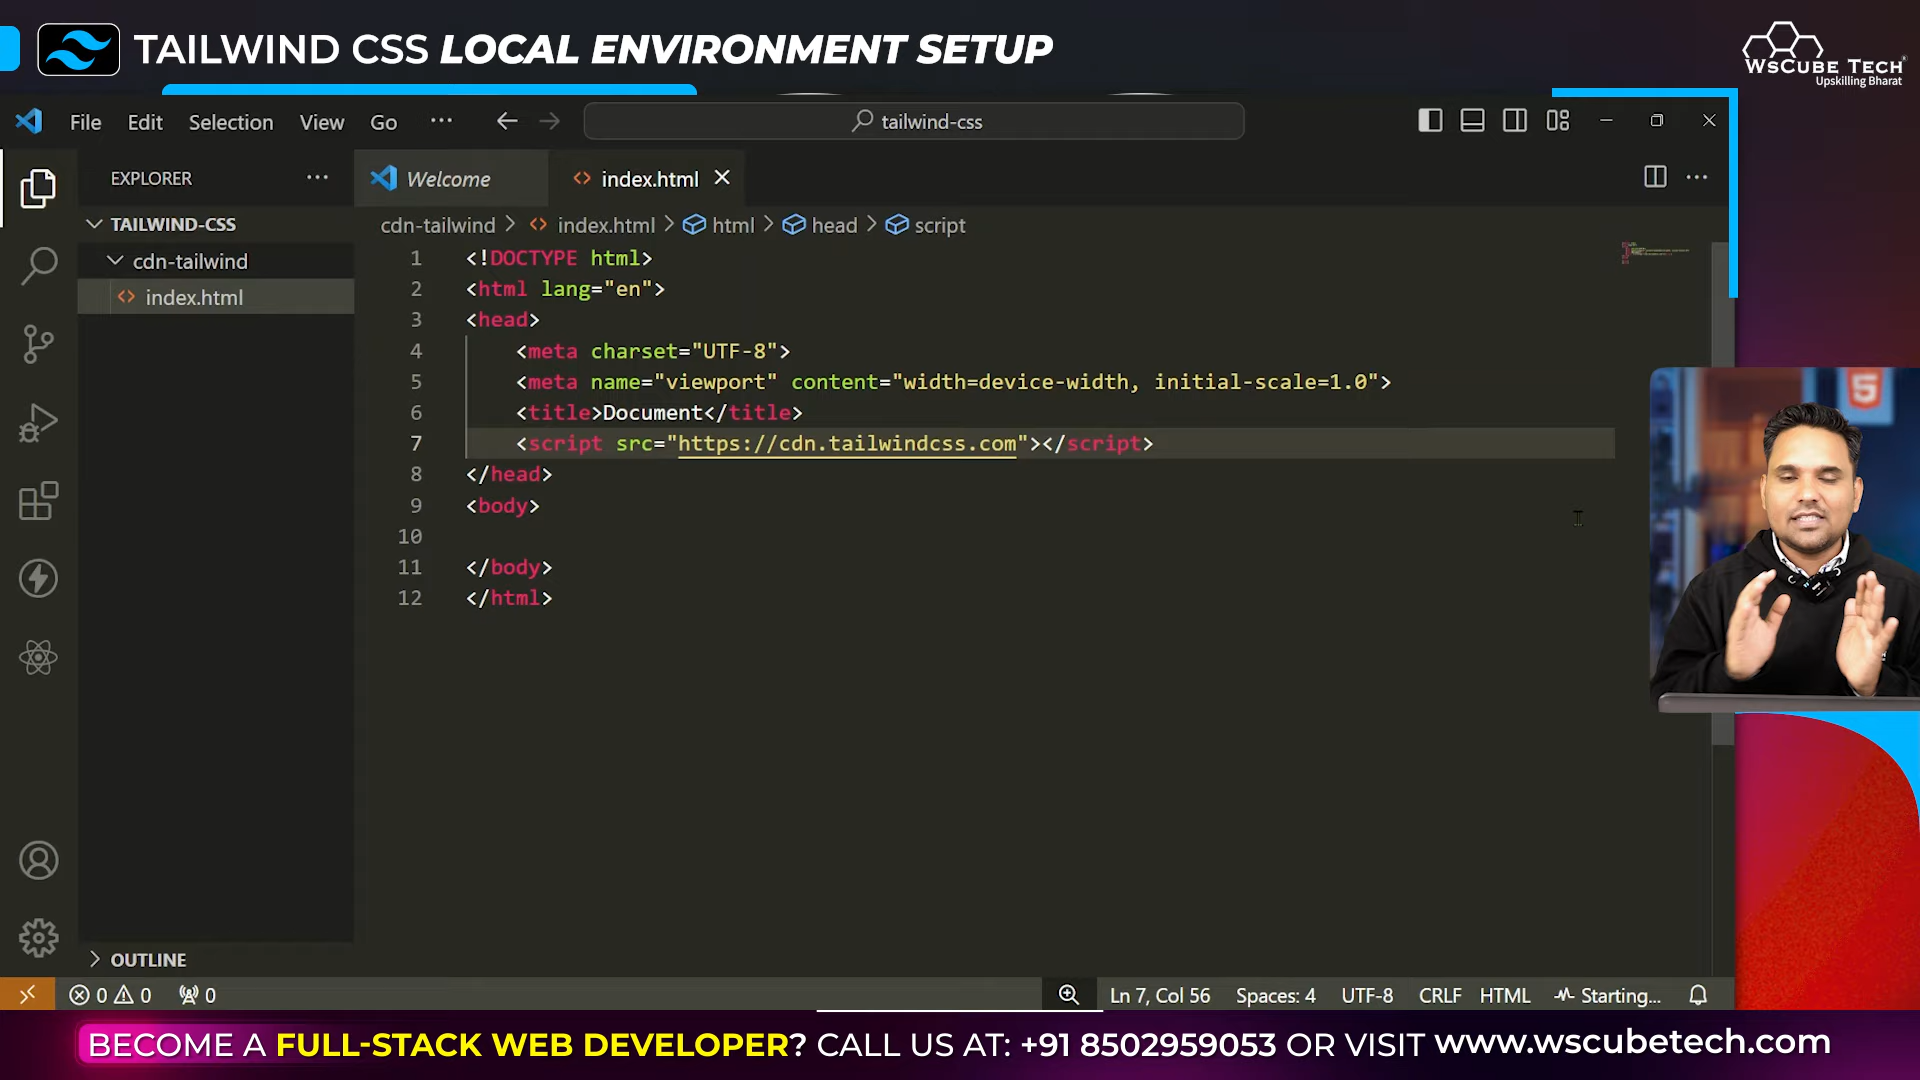 TAILWIND CSS LOCAL ENVIRONMENT SETUP
WsCUBE TECH
Upskilling Bharat
File Edit Selection View Go ··· tailwind-css
EXPLORER ···
Welcome
index.html
TAILWIND-CSS
cdn-tailwind
index.html
cdn-tailwind > index.html > html > head > script
1 <!DOCTYPE html>
2 <html lang="en">
3 <head>
4 <meta charset="UTF-8">
5 <meta name="viewport" content="width=device-width, initial-scale=1.0">
6 <title>Document</title>
7 <script src="https://cdn.tailwindcss.com"></script>
8 </head>
9 <body>
10
11 </body>
12 </html>
5
OUTLINE
0 0 0 Ln 7, Col 56 Spaces: 4 UTF-8 CRLF HTML Starting...
BECOME A FULL-STACK WEB DEVELOPER? CALL US AT: +91 8502959053 OR VISIT www.wscubetech.com